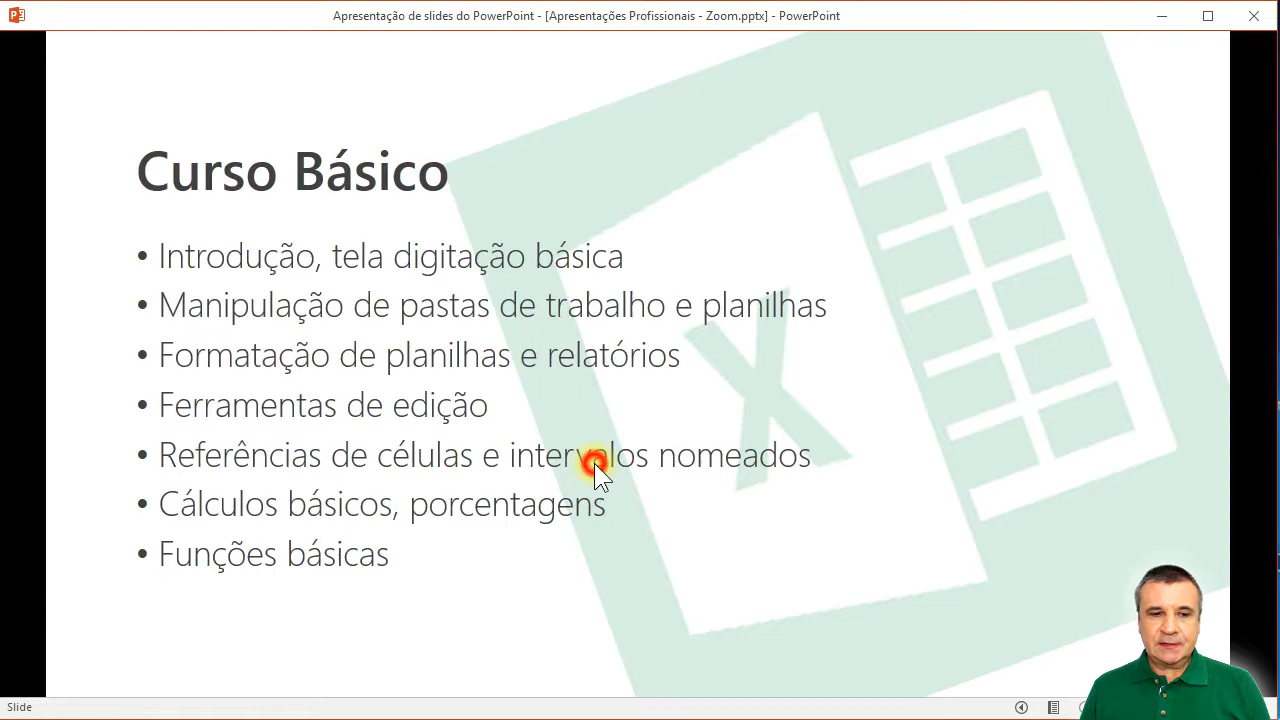 Apresentação de slides do PowerPoint - [Apresentações Profissionais - Zoom.pptx] - PowerPoint
Curso Básico
• Introdução, tela digitação básica
• Manipulação de pastas de trabalho e planilhas
• Formatação de planilhas e relatórios
• Ferramentas de edição
• Referências de células e intervalos nomeados
• Cálculos básicos, porcentagens
• Funções básicas
Slide